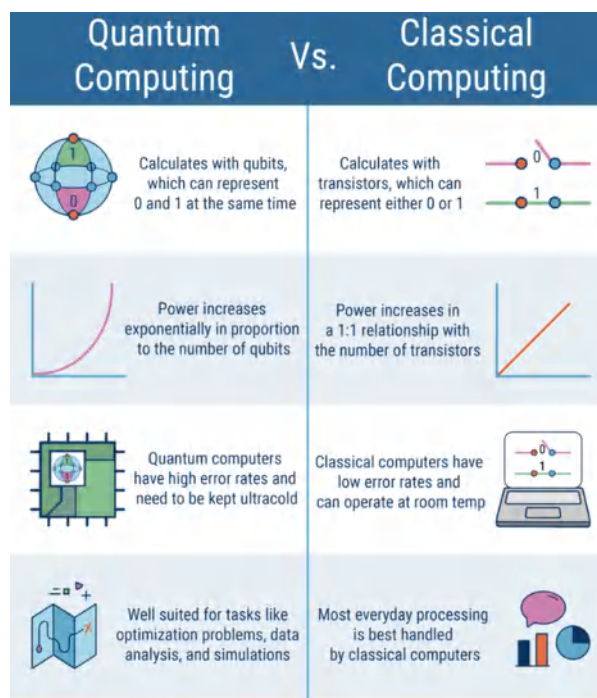 Quantum
Computing
Vs.
Classical
Computing
1
0
Calculates with qubits,
which can represent
0 and 1 at the same time
Calculates with
transistors, which can
represent either 0 or 1
0
1
Power increases
exponentially in proportion
to the number of qubits
Power increases in
a 1:1 relationship with
the number of transistors
Quantum computers
have high error rates and
need to be kept ultracold
Classical computers have
low error rates and
can operate at room temp
0
1
Well suited for tasks like
optimization problems, data
analysis, and simulations
Most everyday processing
is best handled
by classical computers